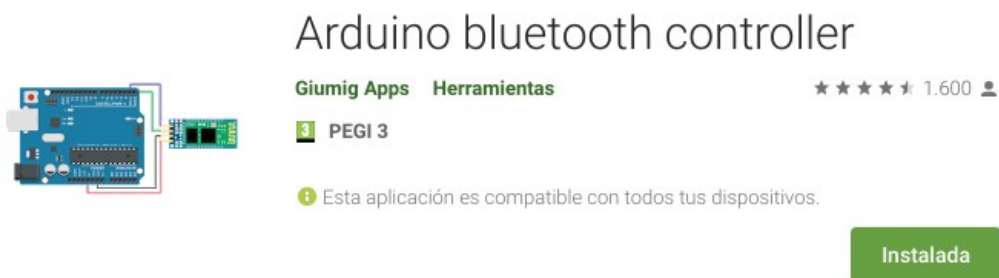 Arduino bluetooth controller
Giumig Apps Herramientas 1.600
3 PEGI 3
Esta aplicación es compatible con todos tus dispositivos.
Instalada